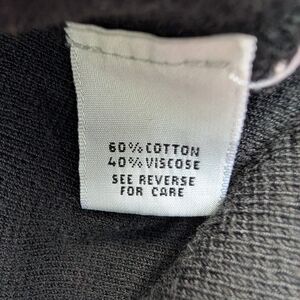 60% COTTON
40% VISCOSE
SEE REVERSE
FOR CARE